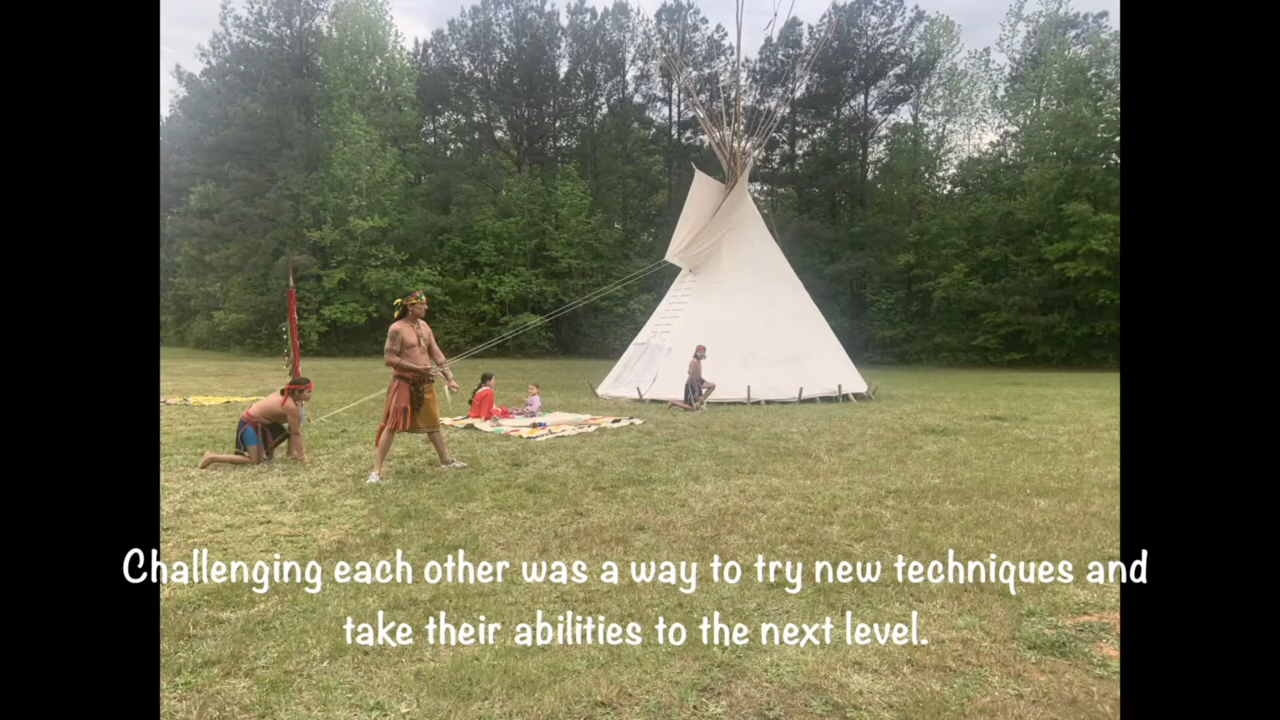 Challenging each other was a way to try new techniques and
take their abilities to the next level.